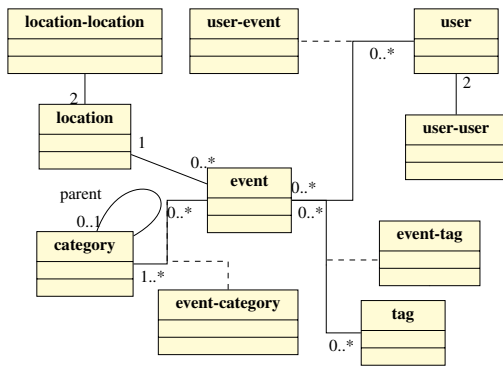 location-location
user-event
user
0..*
2
2
location
user-user
1
0..*
event
parent
0..*
0..*
0..*
0..1
category
event-tag
1..*
event-category
tag
0..*